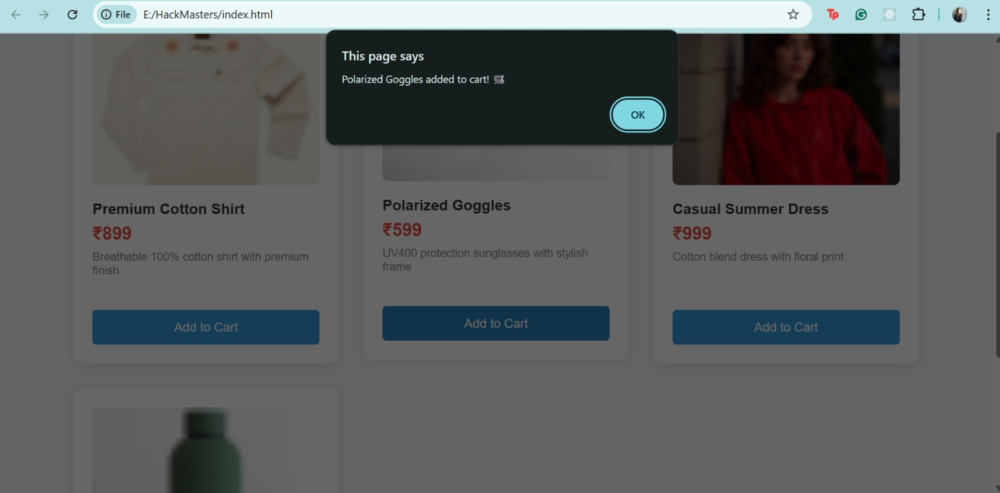 File E:/HackMasters/index.html
This page says
Polarized Goggles added to cart! 🛒
OK
Premium Cotton Shirt
₹899
Breathable 100% cotton shirt with premium
finish
Add to Cart
Polarized Goggles
₹599
UV400 protection sunglasses with stylish
frame
Add to Cart
Casual Summer Dress
₹999
Cotton blend dress with floral print
Add to Cart